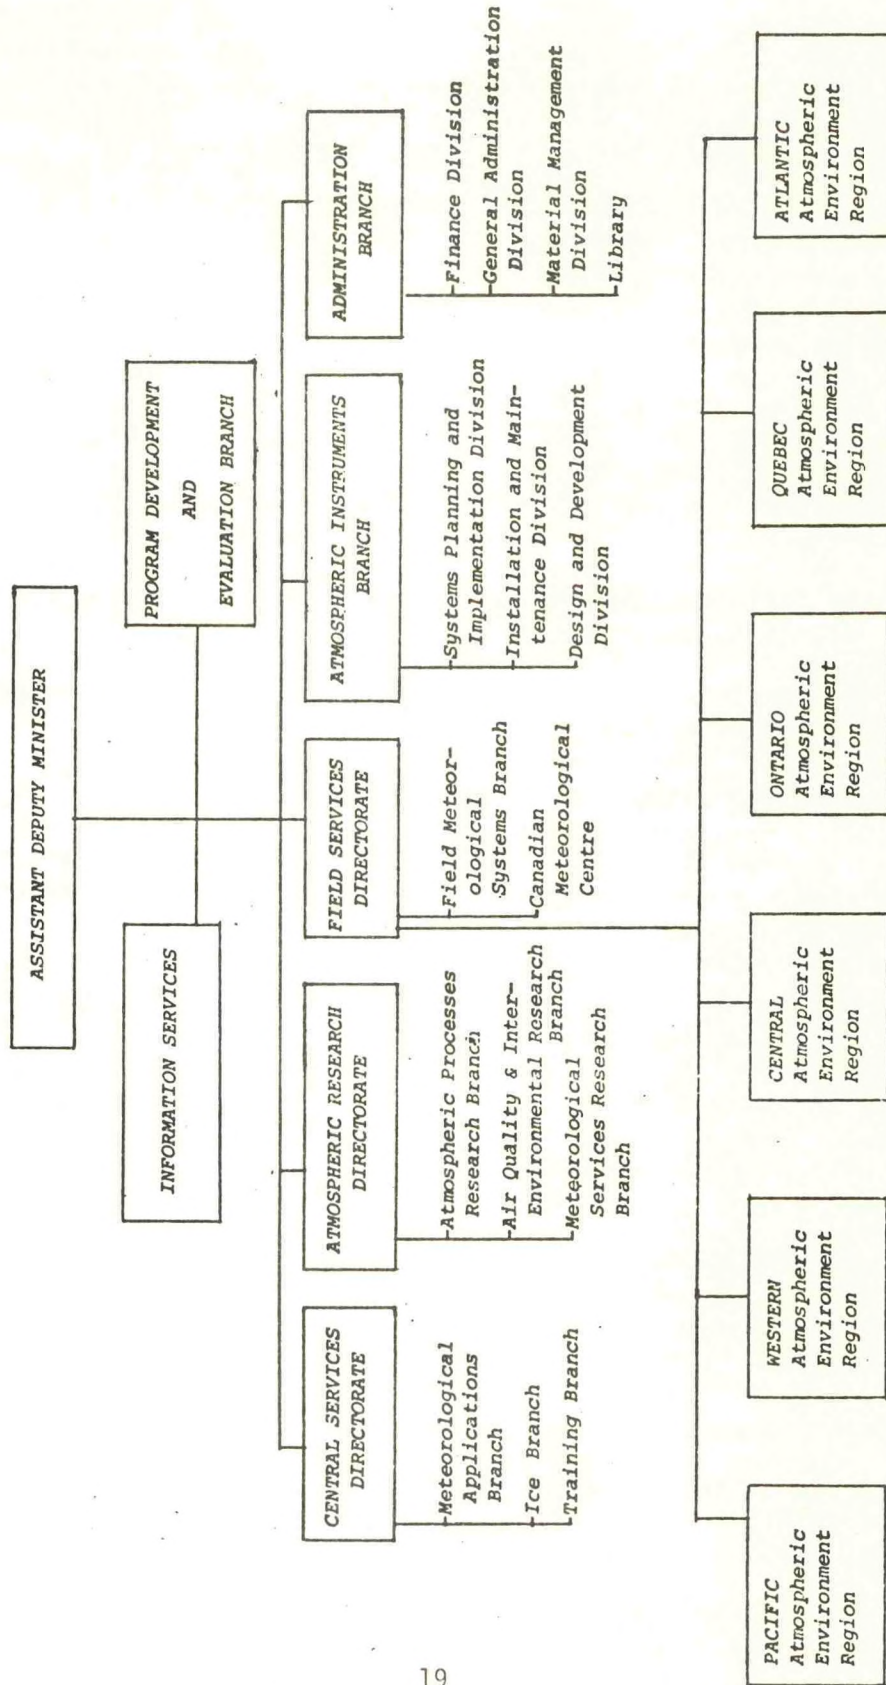 ASSISTANT DEPUTY MINISTER
INFORMATION SERVICES
PROGRAM DEVELOPMENT
AND
EVALUATION BRANCH
CENTRAL SERVICES
DIRECTORATE
Meteorological
Applications
Branch
Ice Branch
Training Branch
ATMOSPHERIC RESEARCH
DIRECTORATE
Atmospheric Processes
Research Branch
Air Quality & Inter-
Environmental Research
Branch
Meteorological
Services Research
Branch
FIELD SERVICES
DIRECTORATE
Field Meteor-
ological
Systems Branch
Canadian
Meteorological
Centre
ATMOSPHERIC INSTRUMENTS
BRANCH
Systems Planning and
Implementation Division
Installation and Main-
tenance Division
Design and Development
Division
ADMINISTRATION
BRANCH
Finance Division
General Administration
Division
Material Management
Division
Library
PACIFIC
Atmospheric
Environment
Region
WESTERN
Atmospheric
Environment
Region
CENTRAL
Atmospheric
Environment
Region
ONTARIO
Atmospheric
Environment
Region
QUEBEC
Atmospheric
Environment
Region
ATLANTIC
Atmospheric
Environment
Region
19